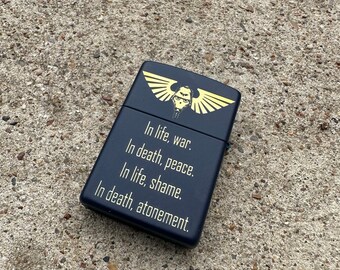 In life, war.
In death, peace.
In life, shame.
In death, atonement.